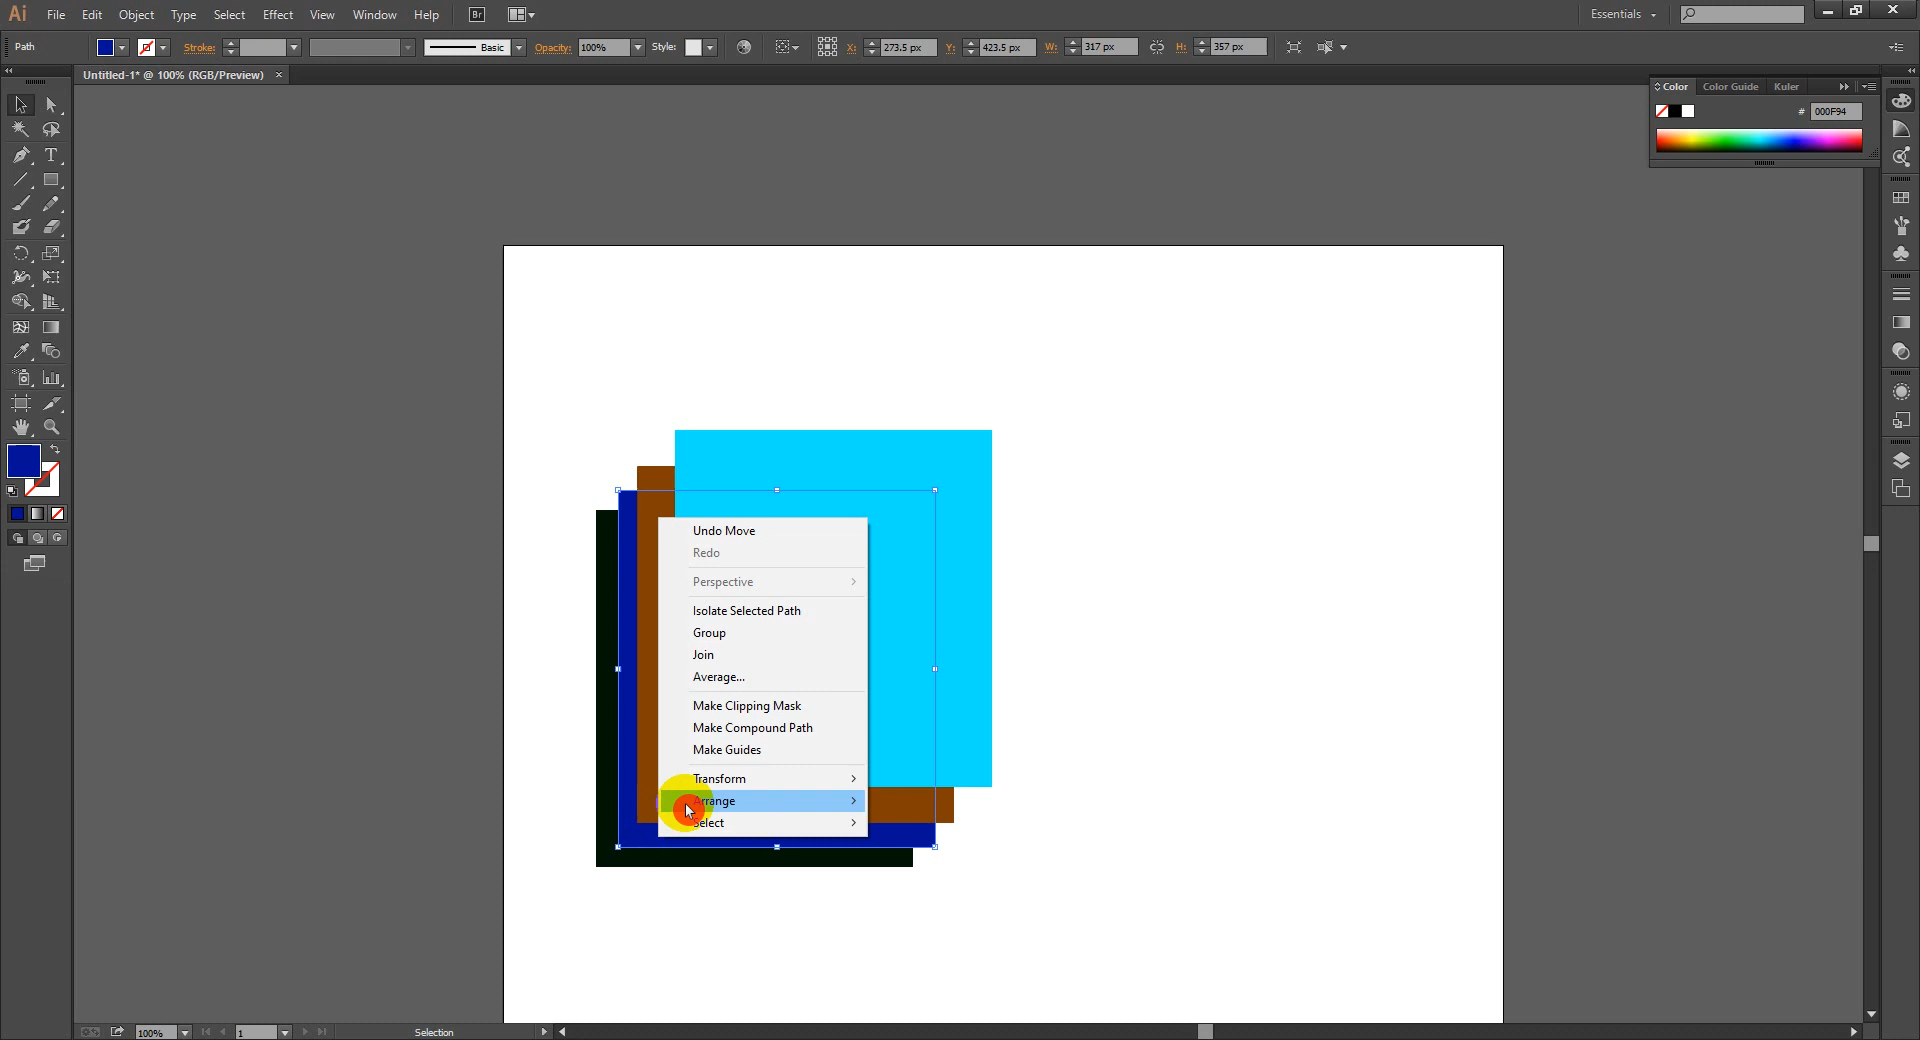 Ai File Edit Object Type Select Effect View Window Help Br Essentials
Path Stroke: Basic Opacity: 100% Style: X: 273.5 px Y: 423.5 px W: 317 px H: 357 px
Untitled-1* @ 100% (RGB/Preview) ×
Color Color Guide Kuler
# 000F94
T
Undo Move
Redo
Perspective
Isolate Selected Path
Group
Join
Average...
Make Clipping Mask
Make Compound Path
Make Guides
Transform
Arrange
Select
100% 1 Selection